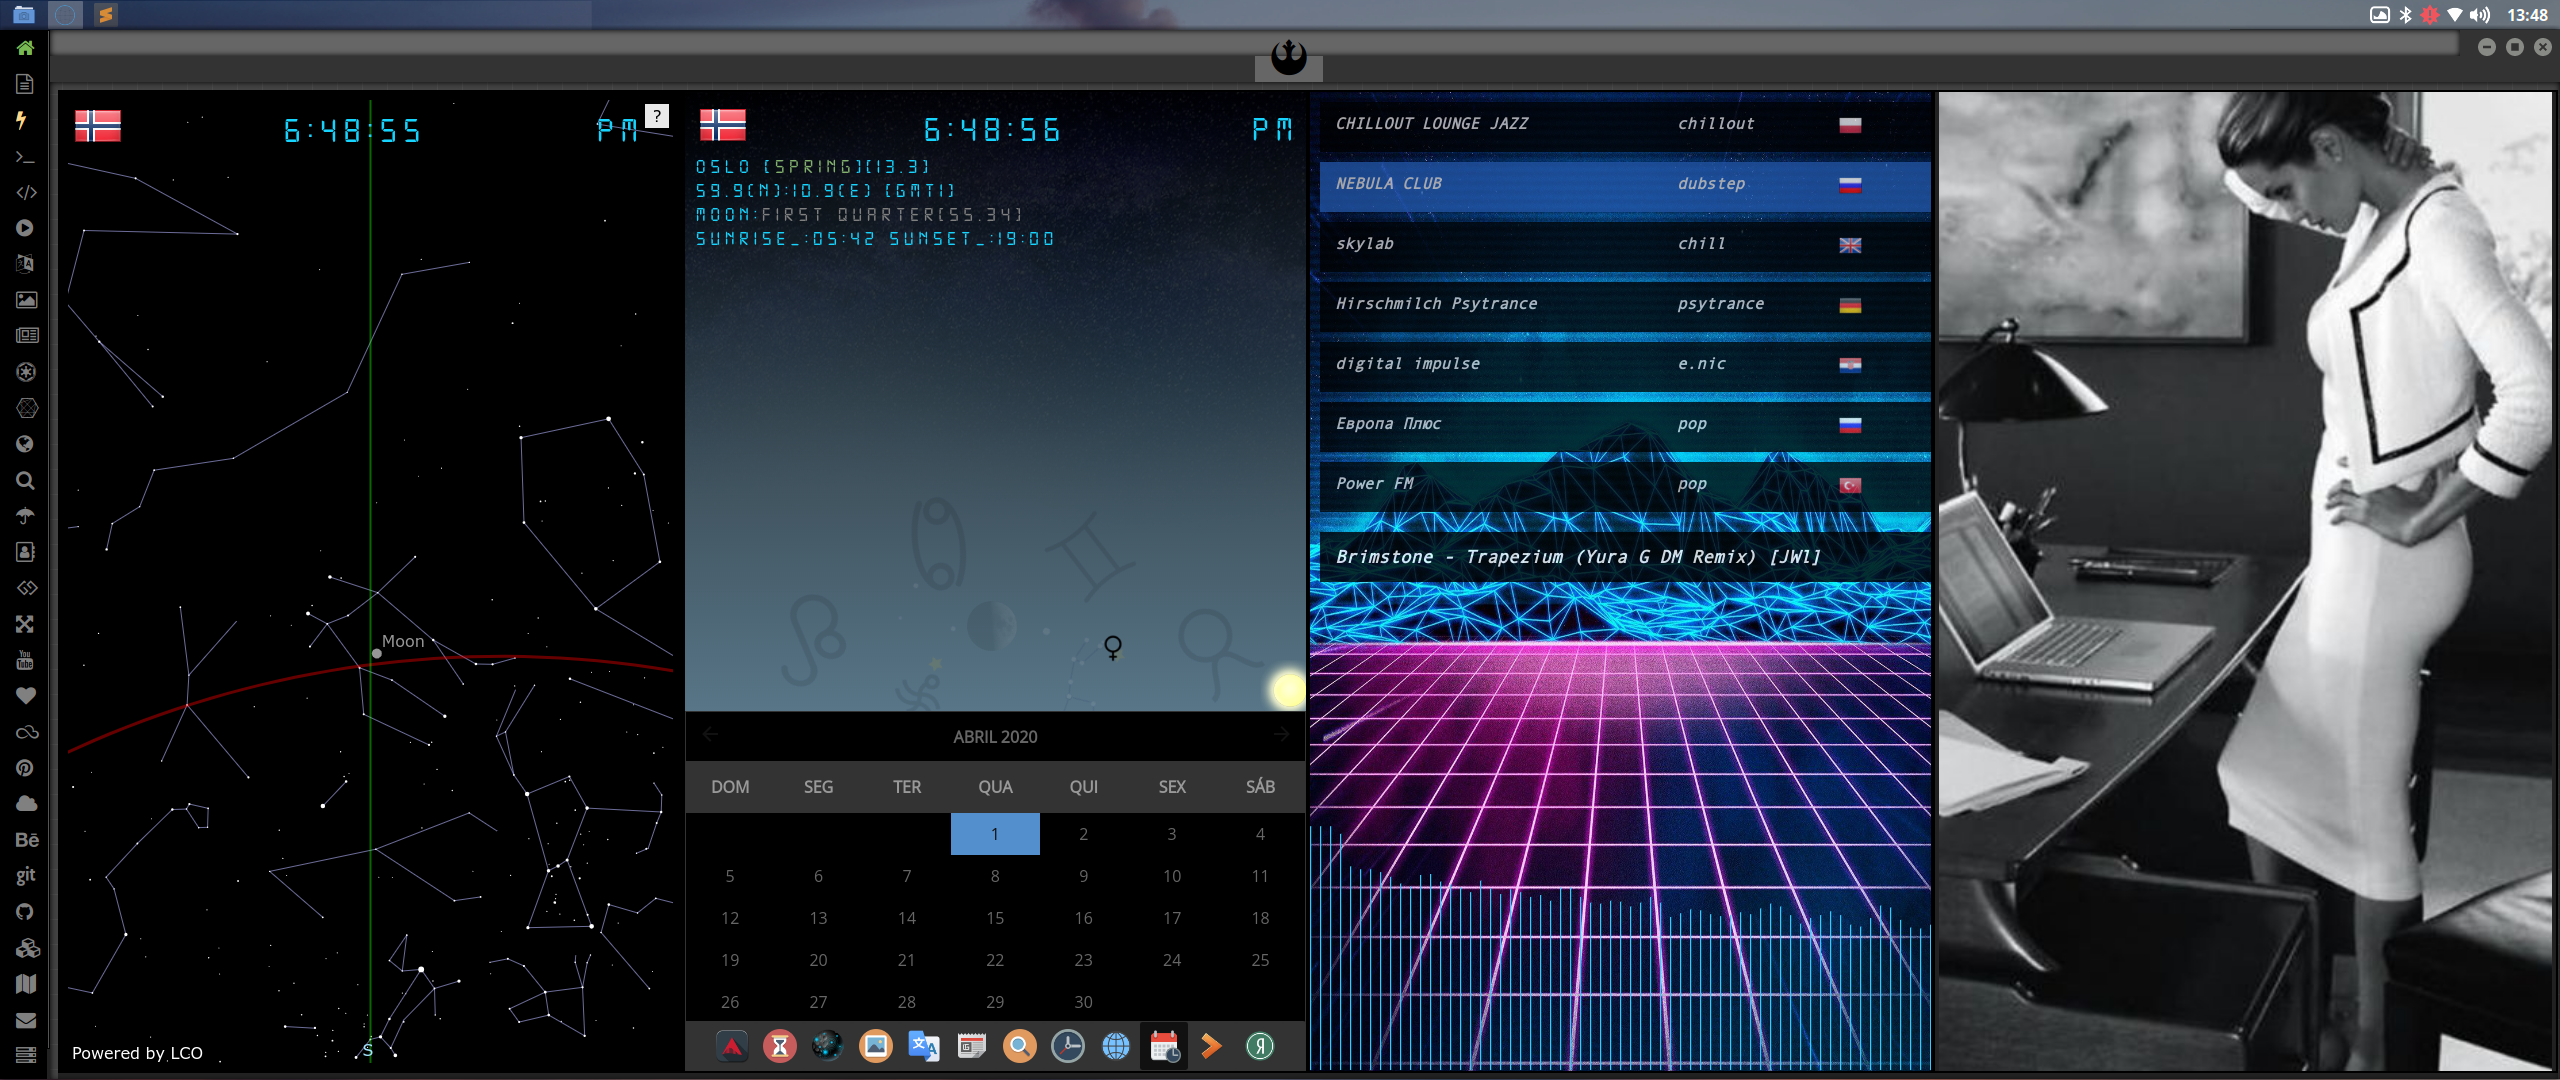 13:48
6:48:55 PM
?
Moon
S
Powered by LCO
6:48:56 PM
OSLO [SPRING][13.3]
59.9(N):10.9(E) [GMT1]
MOON:FIRST QUARTER[55.34]
SUNRISE_:05:42 SUNSET_:19:00
ABRIL 2020
DOM SEG TER QUA QUI SEX SÁB
1 2 3 4
5 6 7 8 9 10 11
12 13 14 15 16 17 18
19 20 21 22 23 24 25
26 27 28 29 30
CHILLOUT LOUNGE JAZZ chillout
NEBULA CLUB dubstep
skylab chill
Hirschmilch Psytrance psytrance
digital impulse e.nic
Европа Плюс pop
Power FM pop
Brimstone - Trapezium (Yura G DM Remix) [JWl]
You
Tube
Bē
git
文A
Я